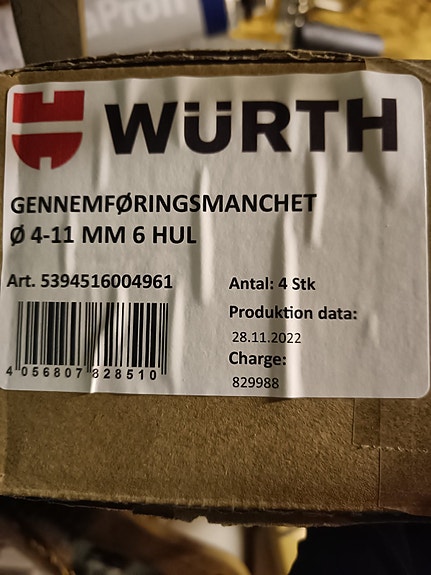 aProfi
WÜRTH
GENNEMFØRINGSMANCHET
Ø 4-11 MM 6 HUL
Art. 5394516004961
Antal: 4 Stk
Produktion data:
28.11.2022
Charge:
829988
4 056807 828510